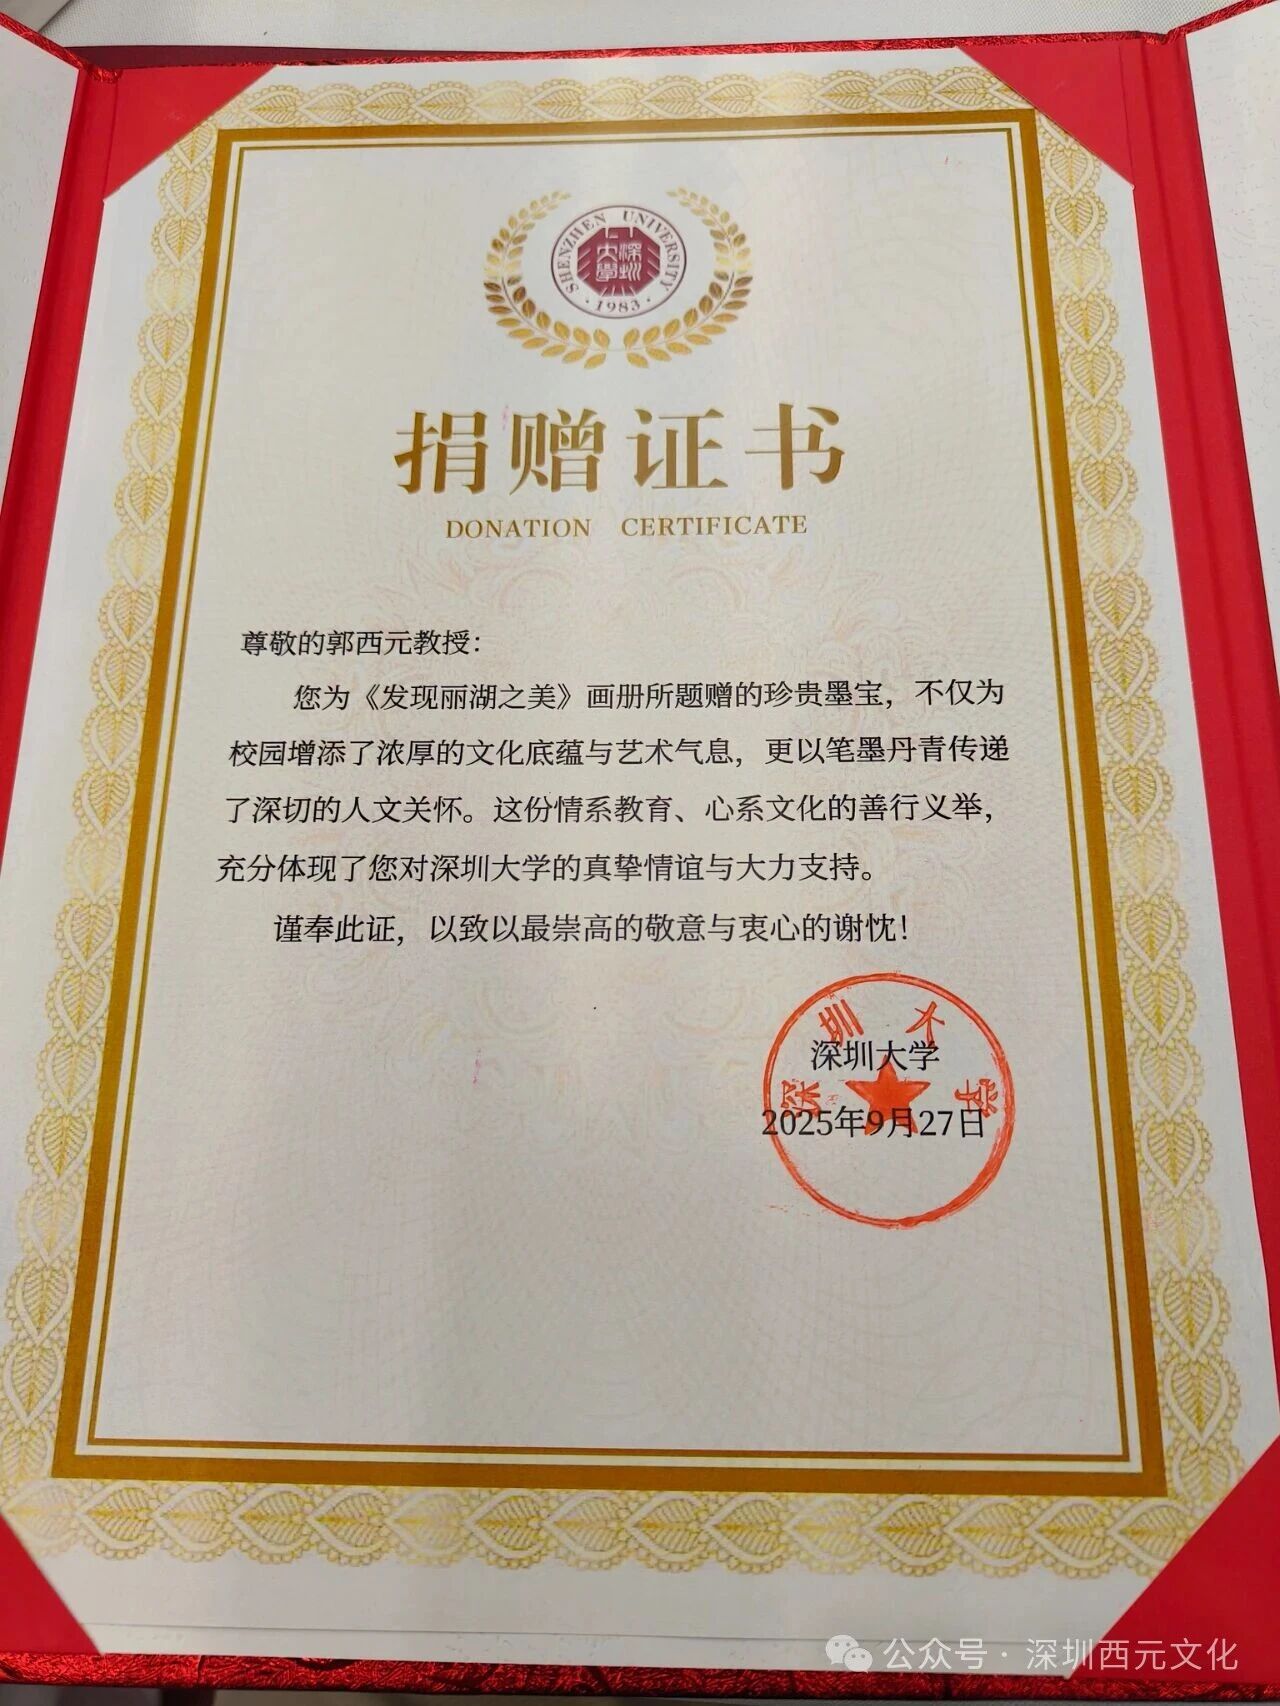 SHENZHEN UNIVERSITY
深圳大學
· 1983 ·
捐赠证书
DONATION CERTIFICATE
尊敬的郭西元教授：
您为《发现丽湖之美》画册所题赠的珍贵墨宝，不仅为
校园增添了浓厚的文化底蕴与艺术气息，更以笔墨丹青传递
了深切的人文关怀。这份情系教育、心系文化的善行义举，
充分体现了您对深圳大学的真挚情谊与大力支持。
谨奉此证，以致以最崇高的敬意与衷心的谢忱！
深圳大学
深圳大学
2025年9月27日
公众号 · 深圳西元文化